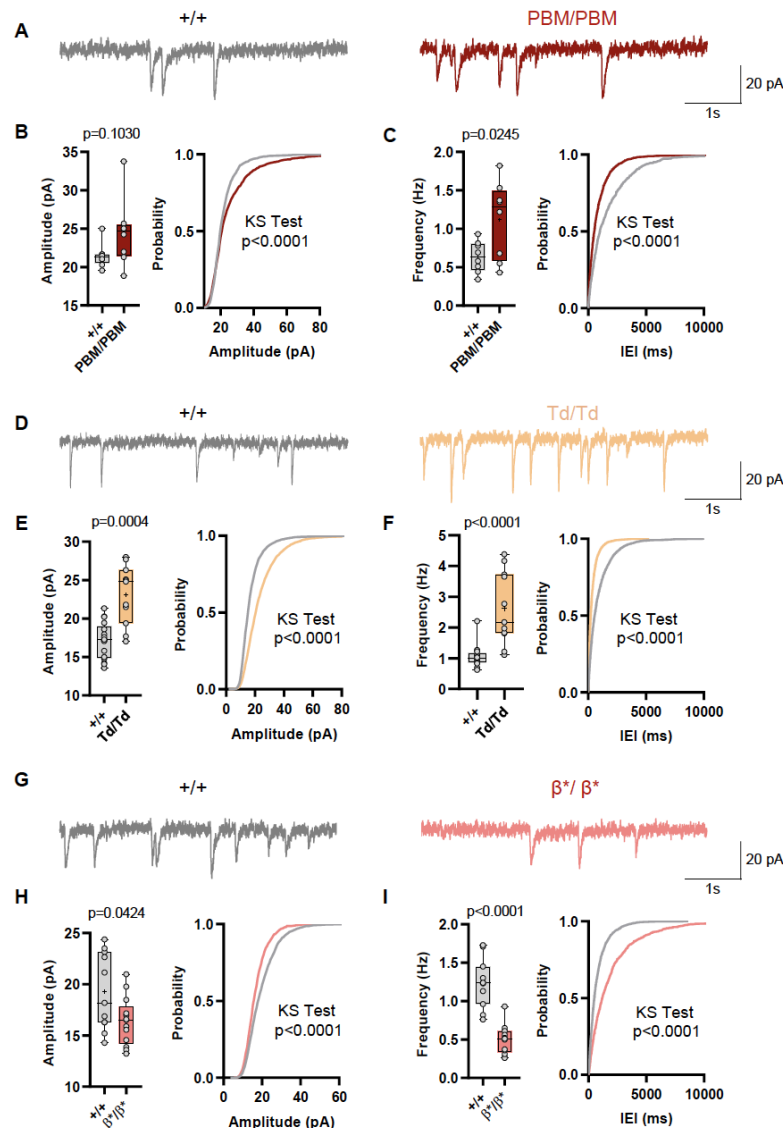 A
+/+
PBM/PBM
20 pA
1s
B
p=0.1030
Amplitude (pA)
35
30
25
20
15
+/+
PBM/PBM
Probability
1.0
0.5
0.0
KS Test
p<0.0001
20 40 60 80
Amplitude (pA)
C
p=0.0245
Frequency (Hz)
2.0
1.5
1.0
0.5
0.0
+/+
PBM/PBM
Probability
1.0
0.5
0.0
KS Test
p<0.0001
0 5000 10000
IEI (ms)
D
+/+
Td/Td
20 pA
1s
E
p=0.0004
Amplitude (pA)
30
25
20
15
10
+/+
Td/Td
Probability
1.0
0.5
0.0
KS Test
p<0.0001
0 20 40 60 80
Amplitude (pA)
F
p<0.0001
Frequency (Hz)
5
4
3
2
1
0
+/+
Td/Td
Probability
1.0
0.5
0.0
KS Test
p<0.0001
0 5000 10000
IEI (ms)
G
+/+
β*/ β*
20 pA
1s
H
p=0.0424
Amplitude (pA)
25
20
15
10
+/+
β*/β*
Probability
1.0
0.5
0.0
KS Test
p<0.0001
0 20 40 60
Amplitude (pA)
I
p<0.0001
Frequency (Hz)
2.0
1.5
1.0
0.5
0.0
+/+
β*/β*
Probability
1.0
0.5
0.0
KS Test
p<0.0001
0 5000 10000
IEI (ms)